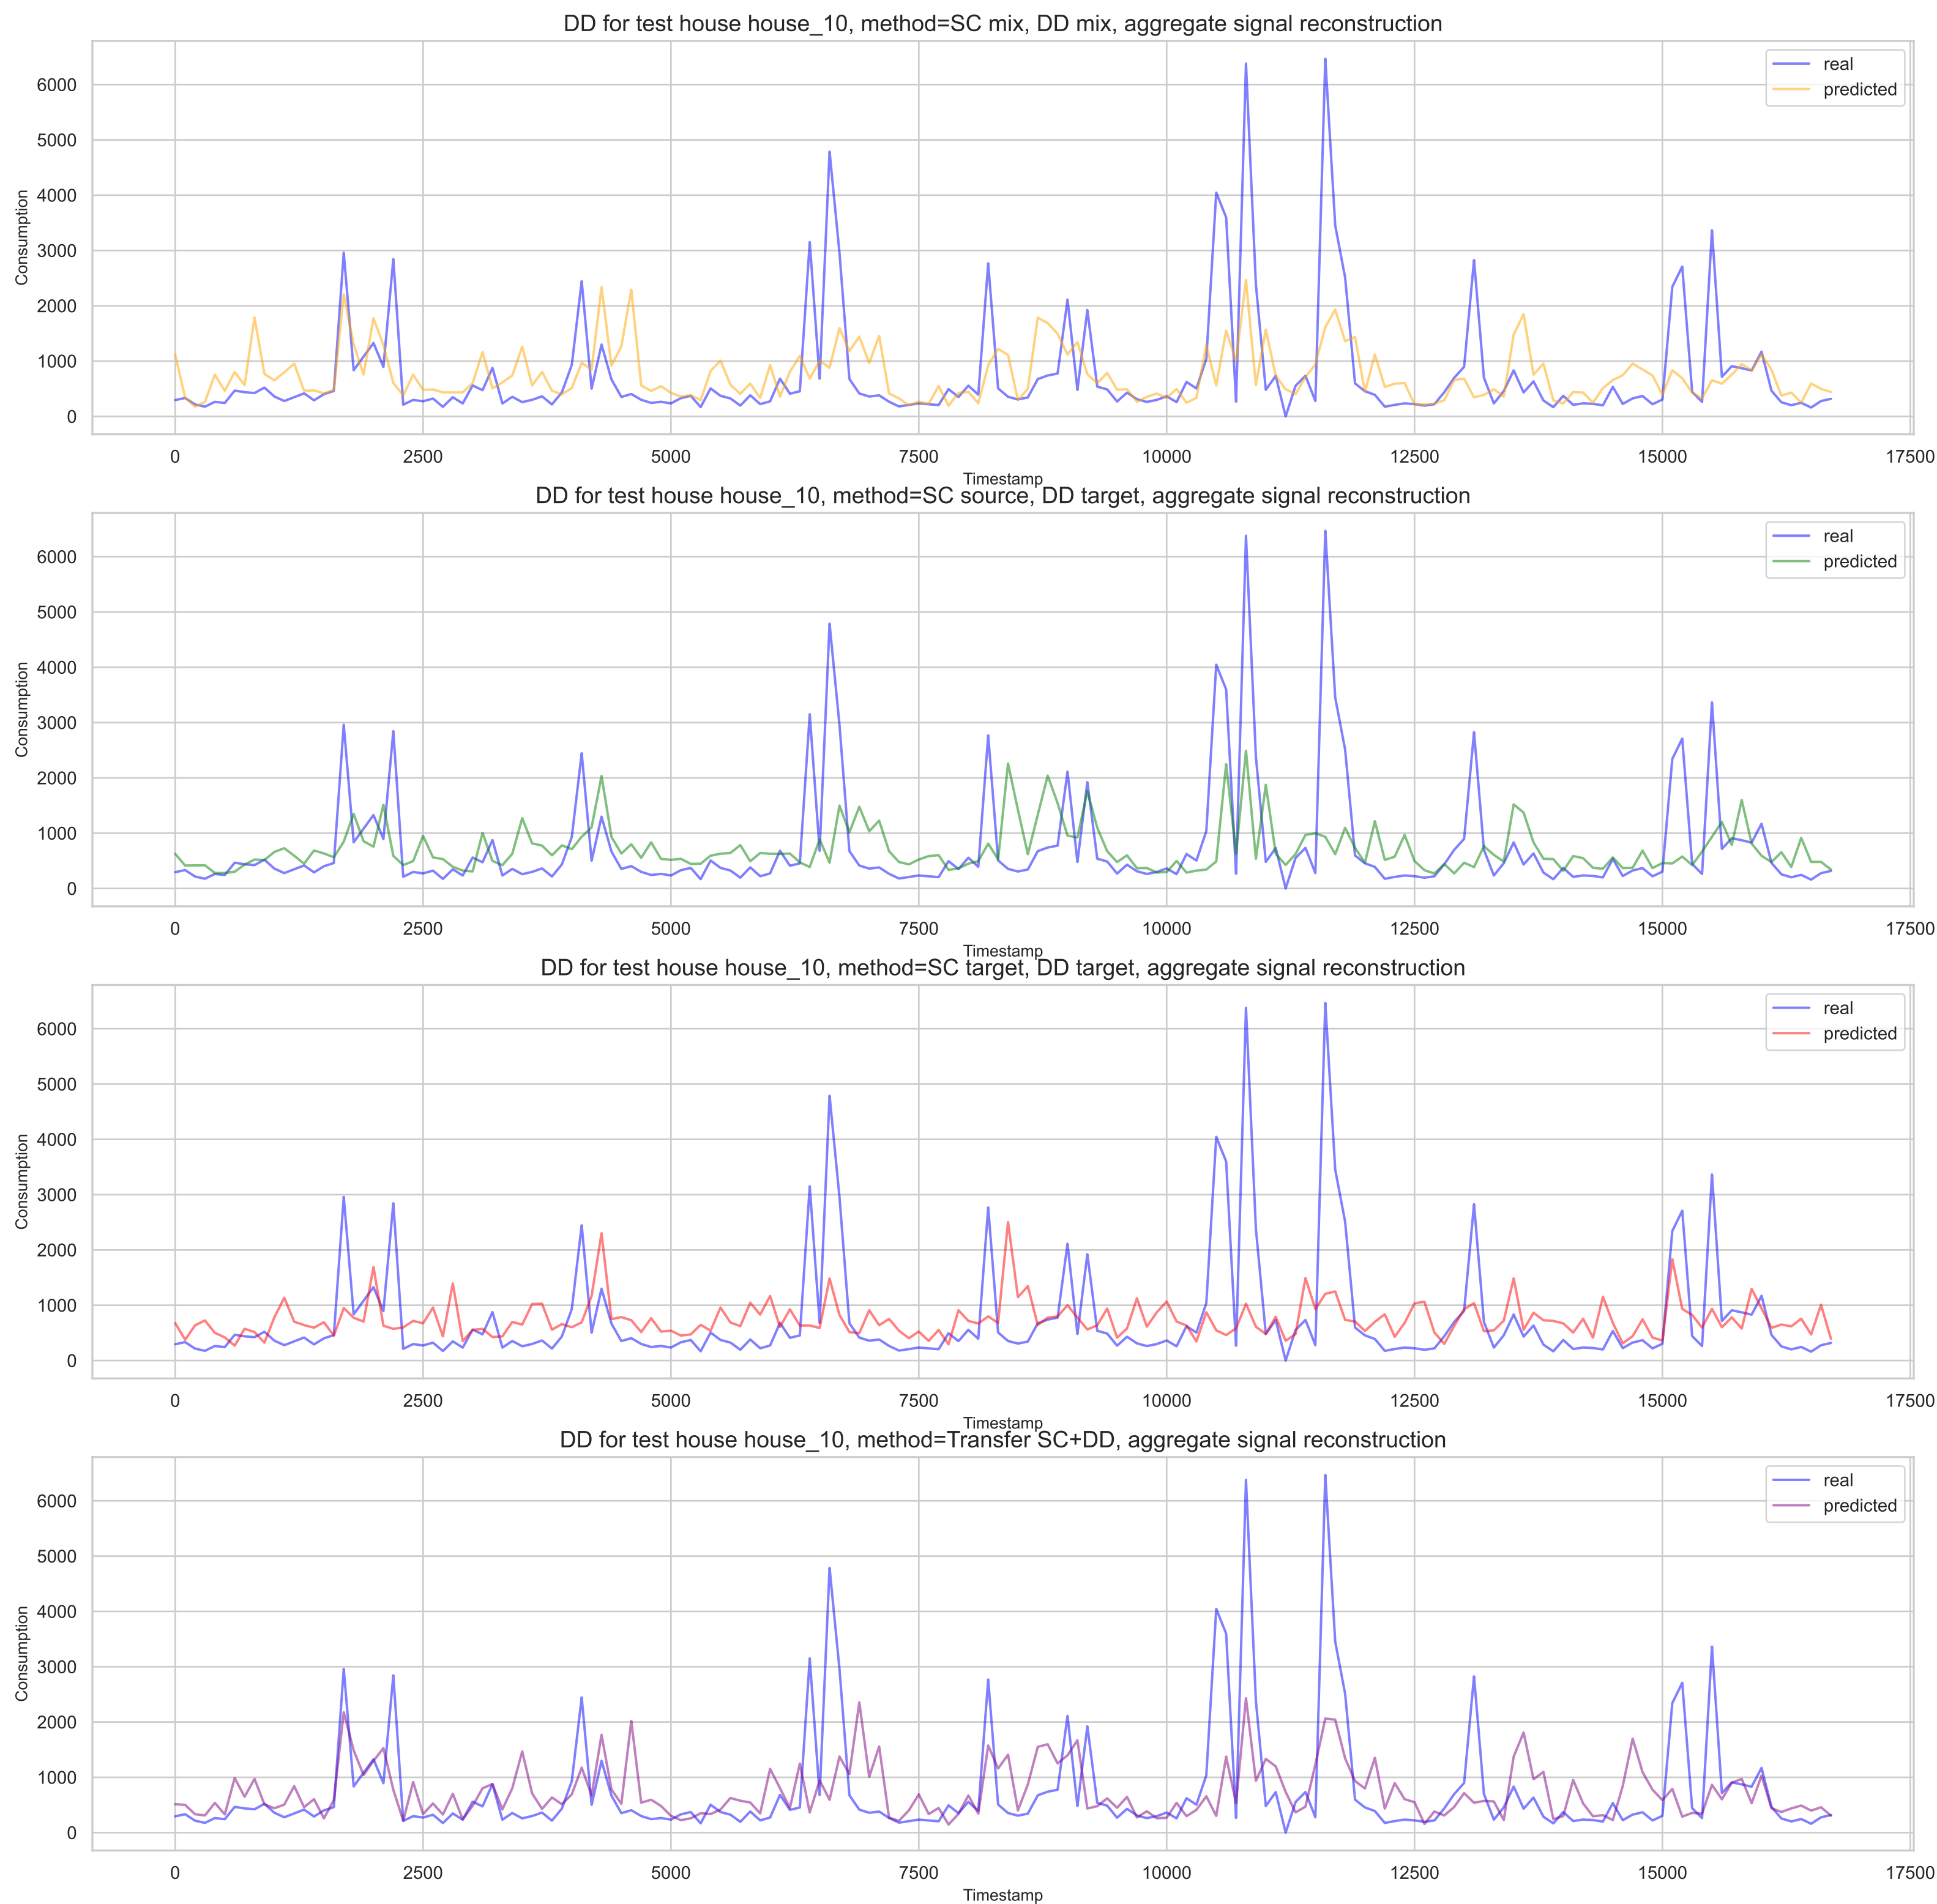 DD for test house house_10, method=SC mix, DD mix, aggregate signal reconstruction
real
predicted
6000
5000
4000
3000
2000
1000
0
Consumption
0 2500 5000 7500 10000 12500 15000 17500
Timestamp
DD for test house house_10, method=SC source, DD target, aggregate signal reconstruction
real
predicted
6000
5000
4000
3000
2000
1000
0
Consumption
0 2500 5000 7500 10000 12500 15000 17500
Timestamp
DD for test house house_10, method=SC target, DD target, aggregate signal reconstruction
real
predicted
6000
5000
4000
3000
2000
1000
0
Consumption
0 2500 5000 7500 10000 12500 15000 17500
Timestamp
DD for test house house_10, method=Transfer SC+DD, aggregate signal reconstruction
real
predicted
6000
5000
4000
3000
2000
1000
0
Consumption
0 2500 5000 7500 10000 12500 15000 17500
Timestamp